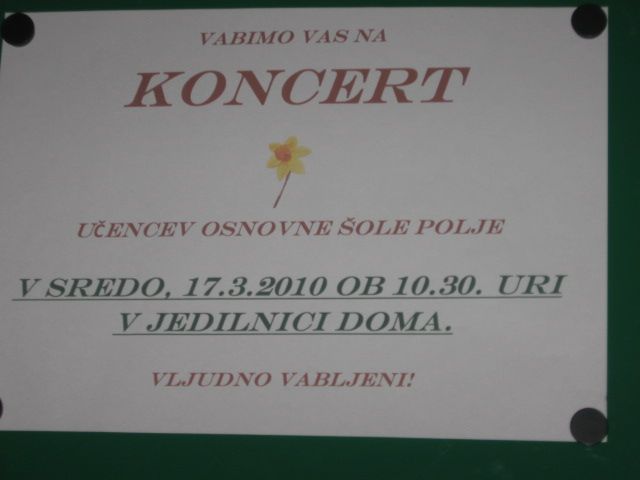 VABIMO VAS NA
KONCERT
UČENCEV OSNOVNE ŠOLE POLJE
V SREDO, 17.3.2010 OB 10.30. URI
V JEDILNICI DOMA.
VLJUDNO VABLJENI!